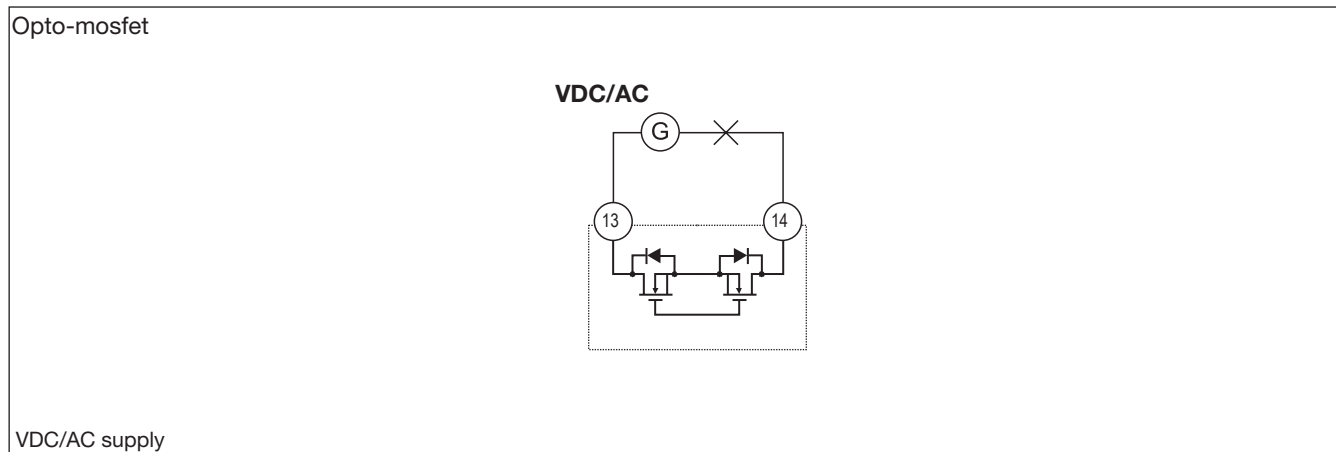 Opto-mosfet
VDC/AC
G
13
14
VDC/AC supply